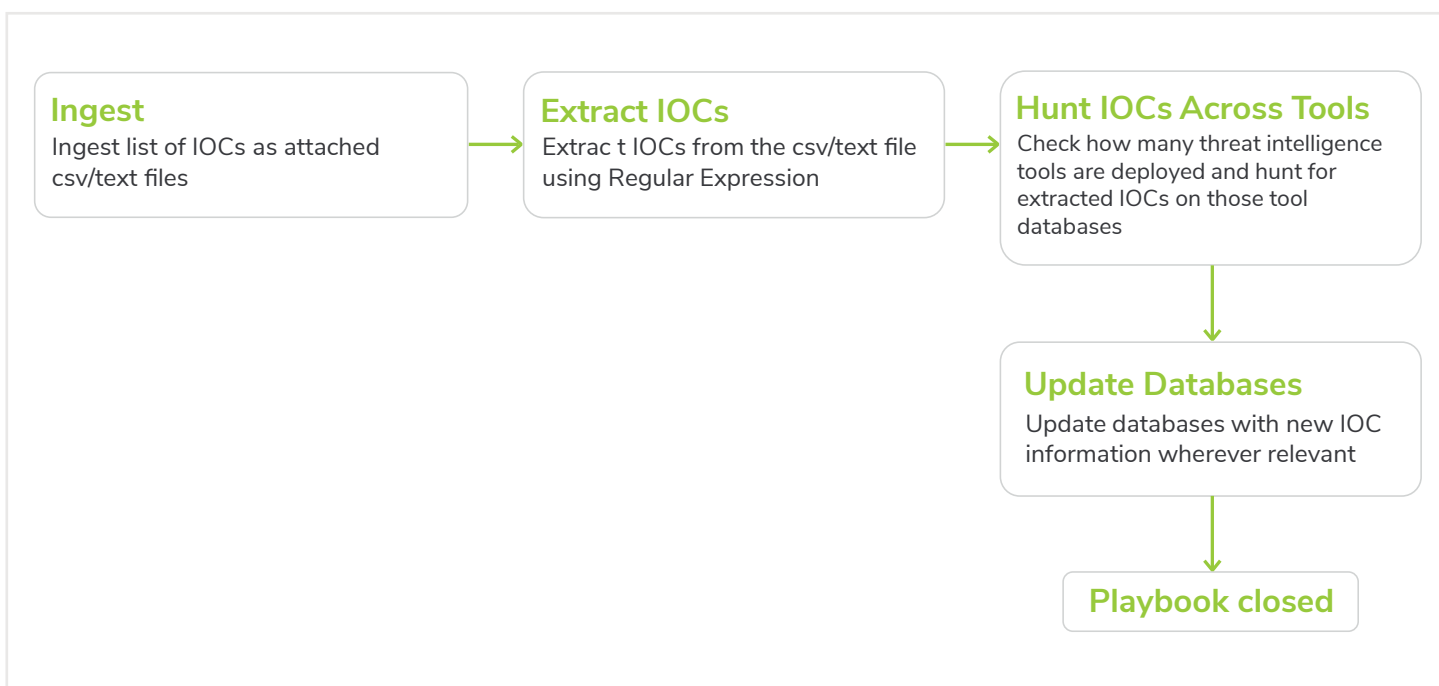 Ingest
Ingest list of IOCs as attached
csv/text files
Extract IOCs
Extrac t IOCs from the csv/text file
using Regular Expression
Hunt IOCs Across Tools
Check how many threat intelligence
tools are deployed and hunt for
extracted IOCs on those tool
databases
Update Databases
Update databases with new IOC
information wherever relevant
Playbook closed